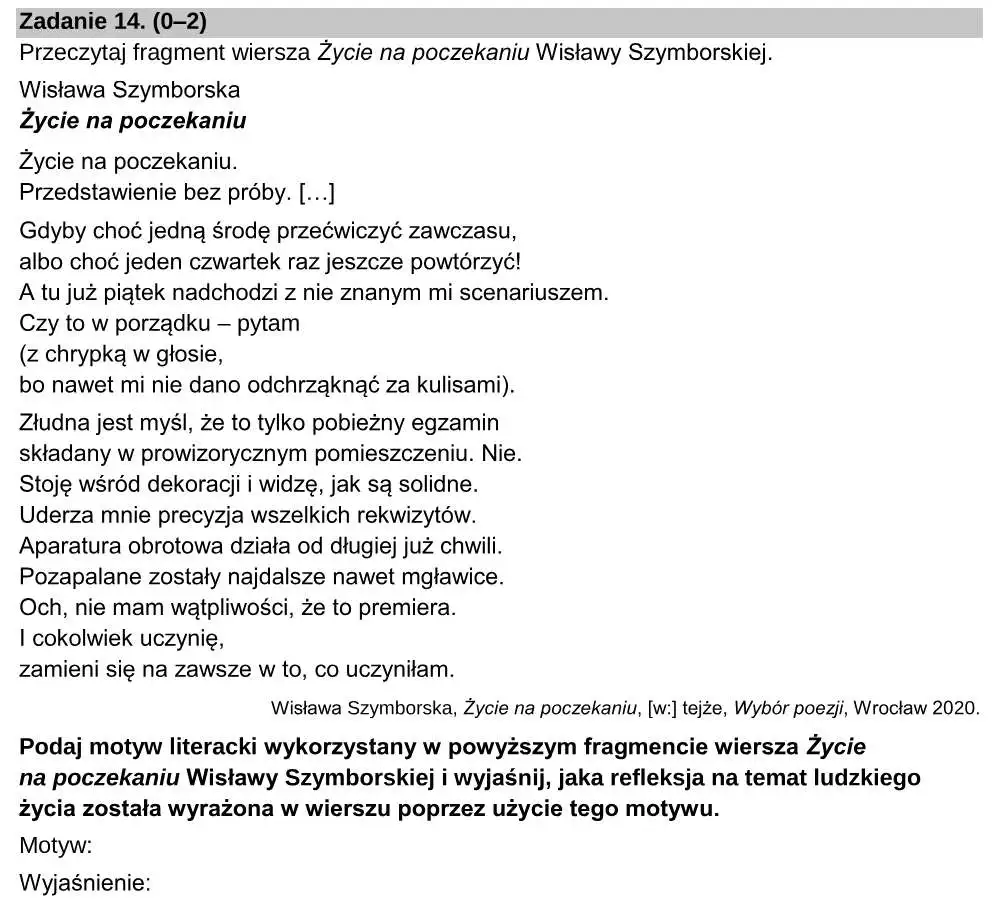 Zadanie 14. (0–2)
Przeczytaj fragment wiersza Życie na poczekaniu Wisławy Szymborskiej.
Wisława Szymborska
Życie na poczekaniu
Życie na poczekaniu.
Przedstawienie bez próby. […]
Gdyby choć jedną środę przećwiczyć zawczasu,
albo choć jeden czwartek raz jeszcze powtórzyć!
A tu już piątek nadchodzi z nie znanym mi scenariuszem.
Czy to w porządku – pytam
(z chrypką w głosie,
bo nawet mi nie dano odchrząknąć za kulisami).
Złudna jest myśl, że to tylko pobieżny egzamin
składany w prowizorycznym pomieszczeniu. Nie.
Stoję wśród dekoracji i widzę, jak są solidne.
Uderza mnie precyzja wszelkich rekwizytów.
Aparatura obrotowa działa od długiej już chwili.
Pozapalane zostały najdalsze nawet mgławice.
Och, nie mam wątpliwości, że to premiera.
I cokolwiek uczynię,
zamieni się na zawsze w to, co uczyniłam.
Wisława Szymborska, Życie na poczekaniu, [w:] tejże, Wybór poezji, Wrocław 2020.
Podaj motyw literacki wykorzystany w powyższym fragmencie wiersza Życie
na poczekaniu Wisławy Szymborskiej i wyjaśnij, jaka refleksja na temat ludzkiego
życia została wyrażona w wierszu poprzez użycie tego motywu.
Motyw:
Wyjaśnienie: